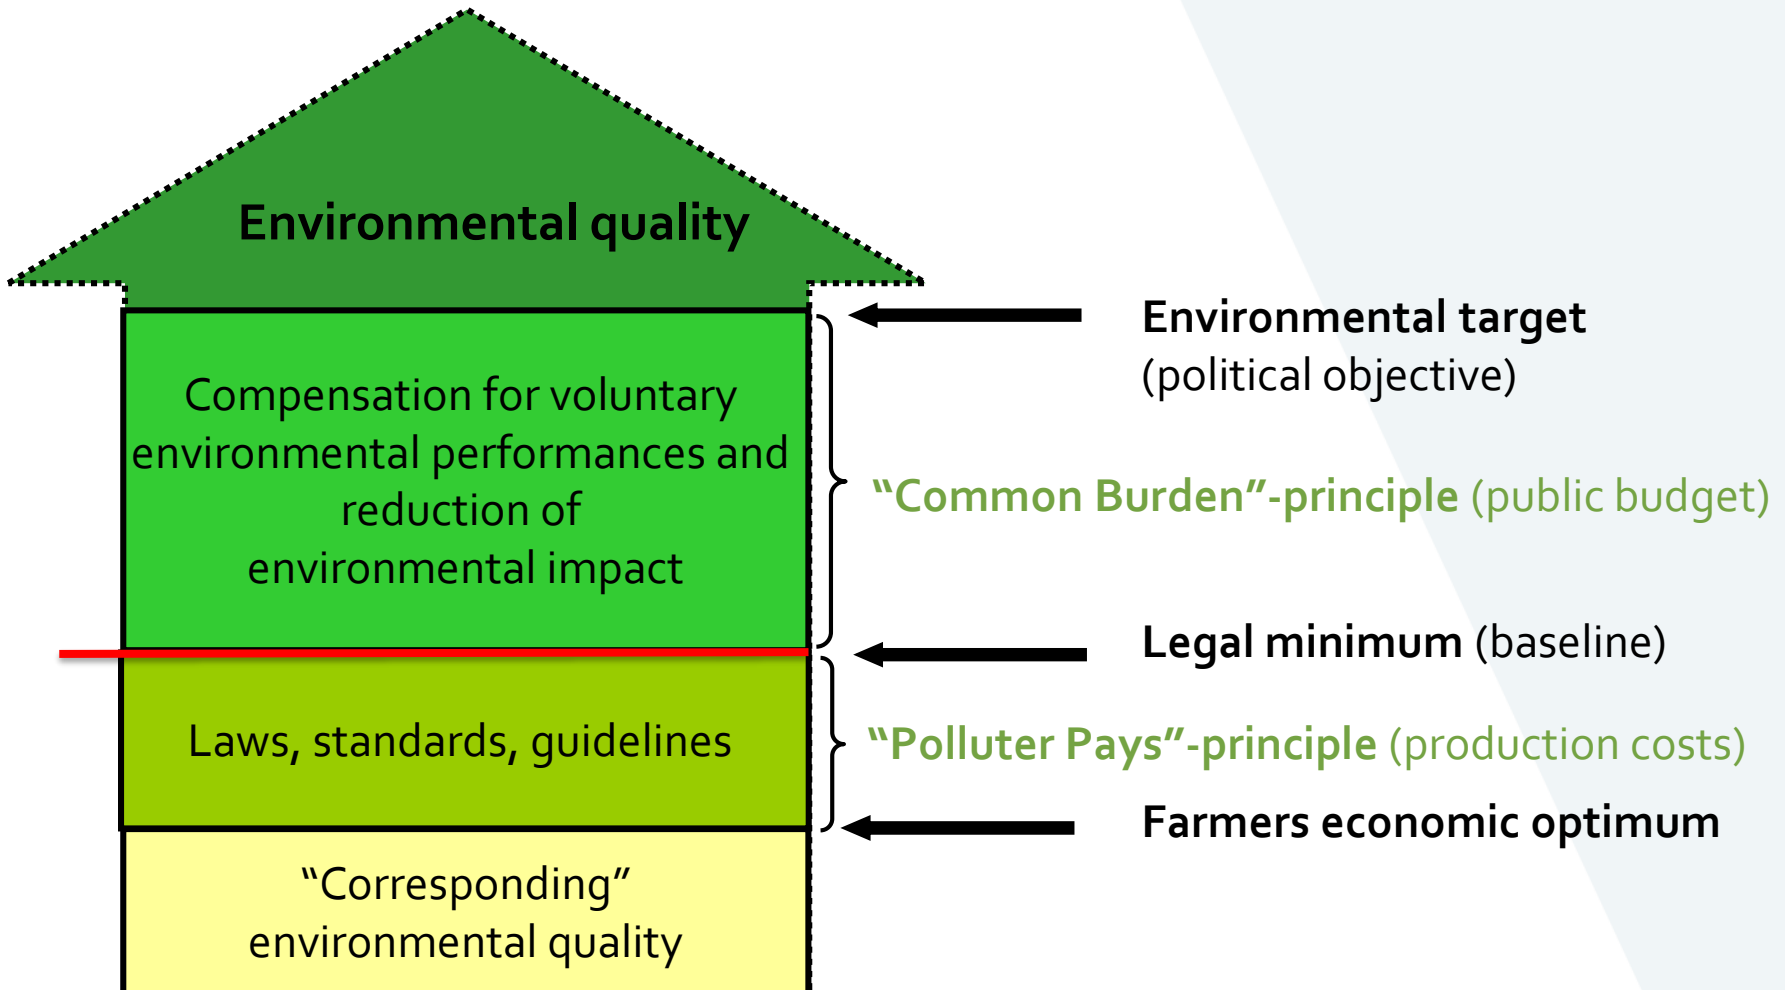 Environmental quality
Environmental target
(political objective)
Compensation for voluntary
environmental performances and
reduction of
environmental impact
“Common Burden”-principle (public budget)
Legal minimum (baseline)
Laws, standards, guidelines
“Polluter Pays”-principle (production costs)
Farmers economic optimum
“Corresponding”
environmental quality